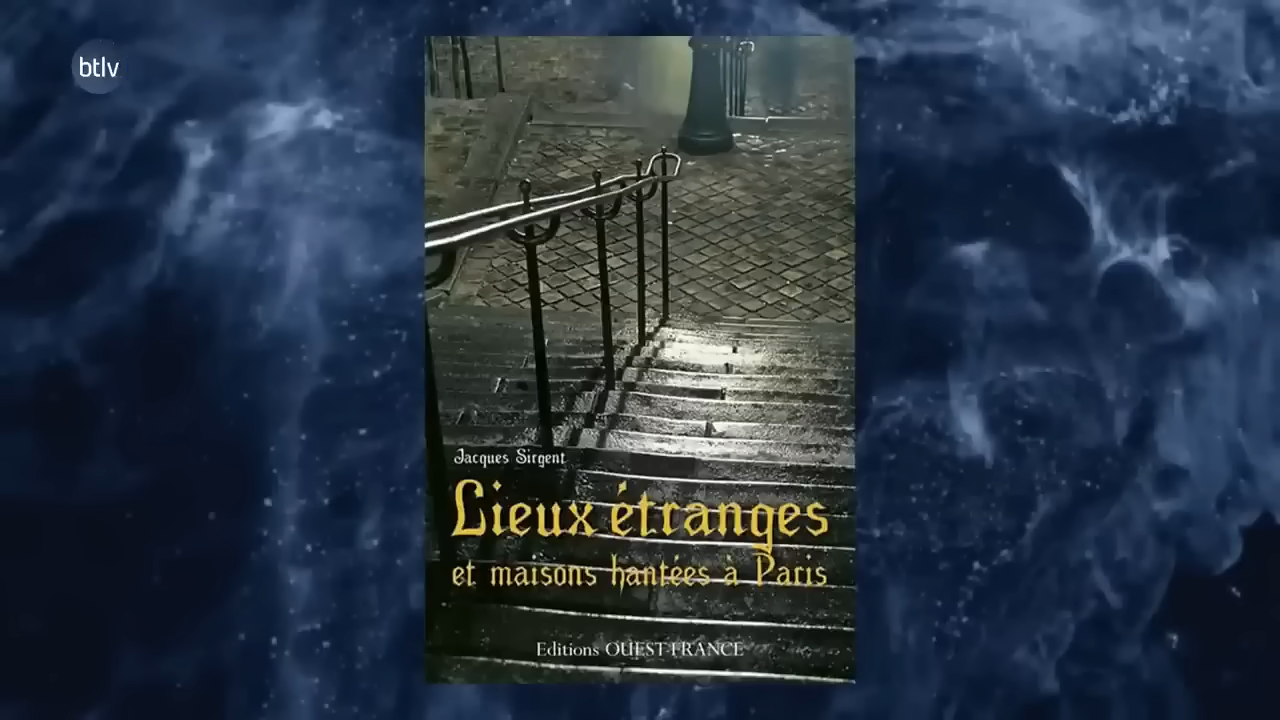 btlv
Jacques Sirgent
Lieux étranges
et maisons hantées à Paris
Editions OUEST-FRANCE